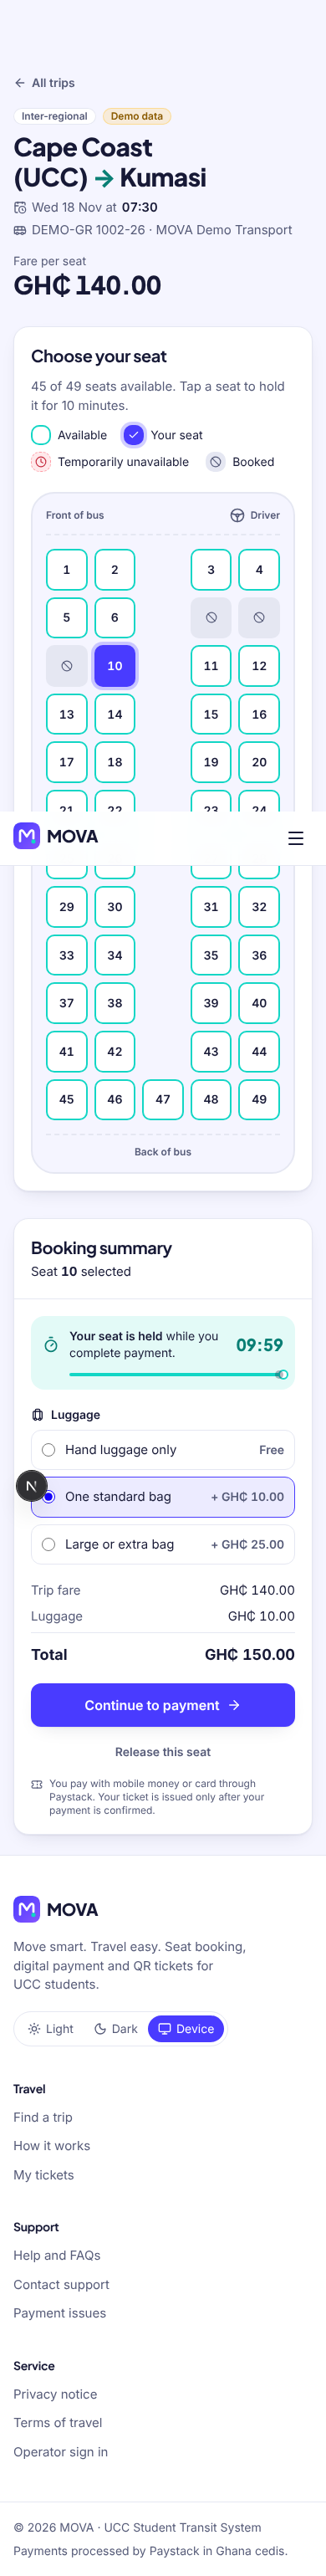 All trips
Inter-regional Demo data
Cape Coast
(UCC) → Kumasi
Wed 18 Nov at 07:30
DEMO-GR 1002-26 · MOVA Demo Transport
Fare per seat
GH₵ 140.00
Choose your seat
45 of 49 seats available. Tap a seat to hold
it for 10 minutes.
Available Your seat
Temporarily unavailable Booked
Front of bus Driver
1 2 3 4
5 6
10 11 12
13 14 15 16
17 18 19 20
21 22 23 24
MOVA
29 30 31 32
33 34 35 36
37 38 39 40
41 42 43 44
45 46 47 48 49
Back of bus
Booking summary
Seat 10 selected
Your seat is held while you
complete payment.
09:59
Luggage
Hand luggage only Free
N
One standard bag + GH₵ 10.00
Large or extra bag + GH₵ 25.00
Trip fare GH₵ 140.00
Luggage GH₵ 10.00
Total GH₵ 150.00
Continue to payment →
Release this seat
You pay with mobile money or card through
Paystack. Your ticket is issued only after your
payment is confirmed.
MOVA
Move smart. Travel easy. Seat booking,
digital payment and QR tickets for
UCC students.
Light Dark Device
Travel
Find a trip
How it works
My tickets
Support
Help and FAQs
Contact support
Payment issues
Service
Privacy notice
Terms of travel
Operator sign in
© 2026 MOVA · UCC Student Transit System
Payments processed by Paystack in Ghana cedis.